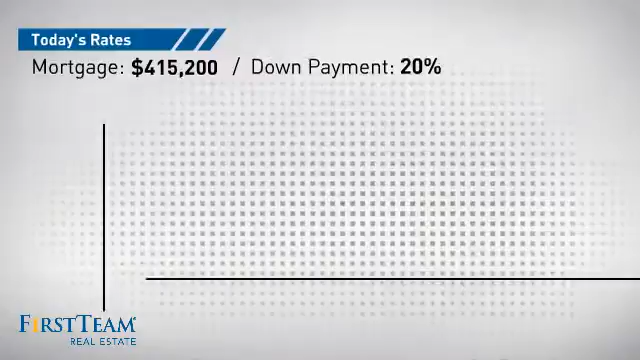 Today's Rates
Mortgage: $415,200 / Down Payment: 20%
FIRSTTEAM®
REAL ESTATE